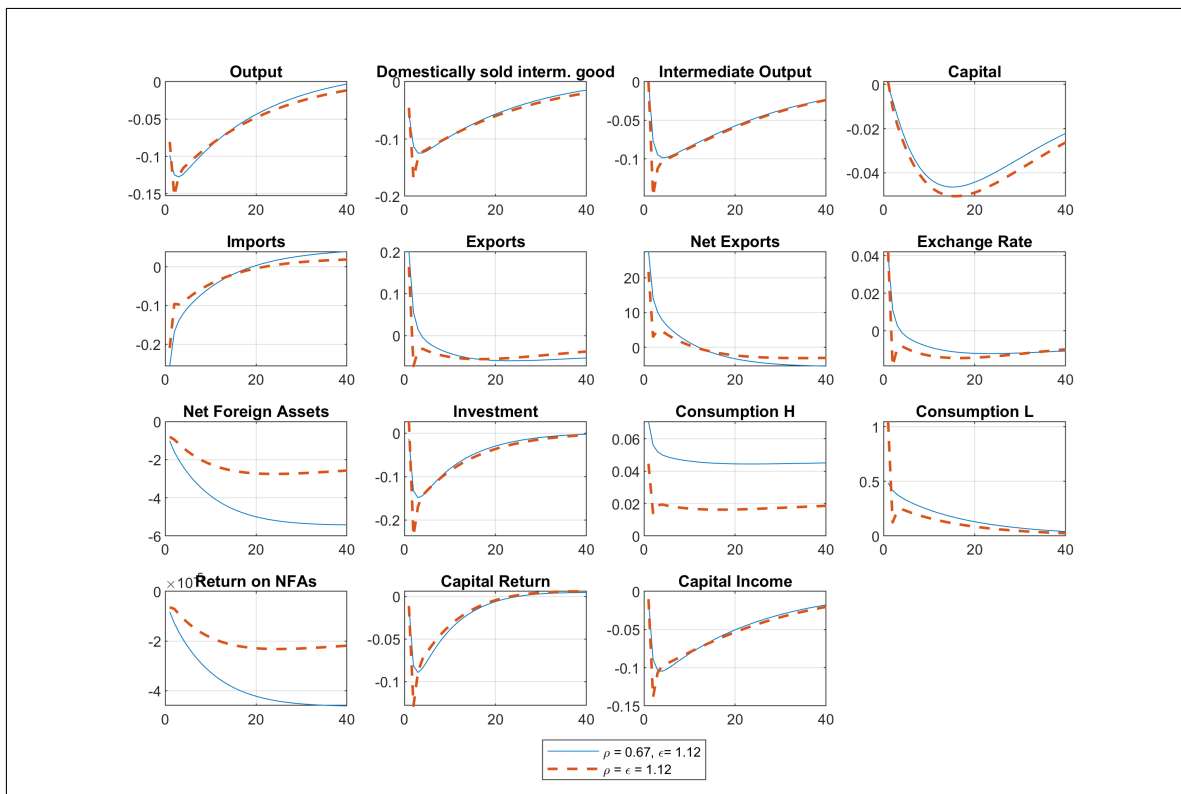 Output
Domestically sold interm. good
Intermediate Output
Capital
0
-0.05
-0.1
-0.15
0 20 40
0
-0.1
-0.2
0 20 40
0
-0.05
-0.1
0 20 40
0
-0.02
-0.04
0 20 40
Imports
Exports
Net Exports
Exchange Rate
0
-0.1
-0.2
0 20 40
0.2
0.1
0
0 20 40
20
10
0
0 20 40
0.04
0.02
0
0 20 40
Net Foreign Assets
Investment
Consumption H
Consumption L
0
-2
-4
-6
0 20 40
0
-0.1
-0.2
0 20 40
0.06
0.04
0.02
0
0 20 40
1
0.5
0
0 20 40
Return on NFAs
Capital Return
Capital Income
×10-5
0
-2
-4
0 20 40
0
-0.05
-0.1
0 20 40
0
-0.05
-0.1
-0.15
0 20 40
ρ = 0.67, ϵ= 1.12
ρ = ϵ = 1.12